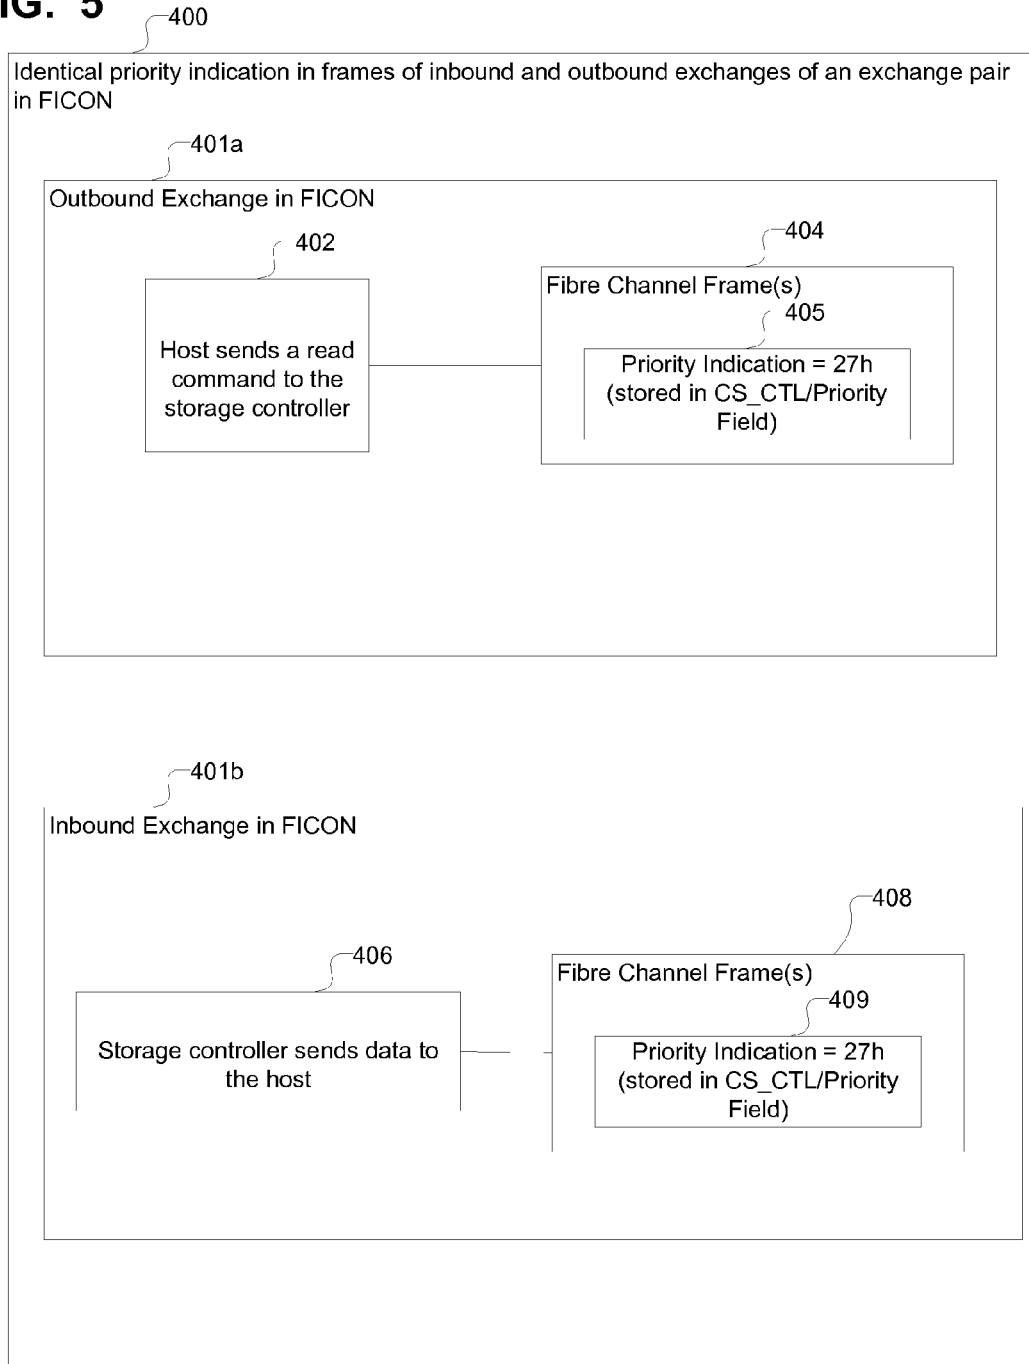 IG. 5
400
Identical priority indication in frames of inbound and outbound exchanges of an exchange pair
in FICON
401a
Outbound Exchange in FICON
402
Host sends a read
command to the
storage controller
404
Fibre Channel Frame(s)
405
Priority Indication = 27h
(stored in CS_CTL/Priority
Field)
401b
Inbound Exchange in FICON
406
Storage controller sends data to
the host
408
Fibre Channel Frame(s)
409
Priority Indication = 27h
(stored in CS_CTL/Priority
Field)